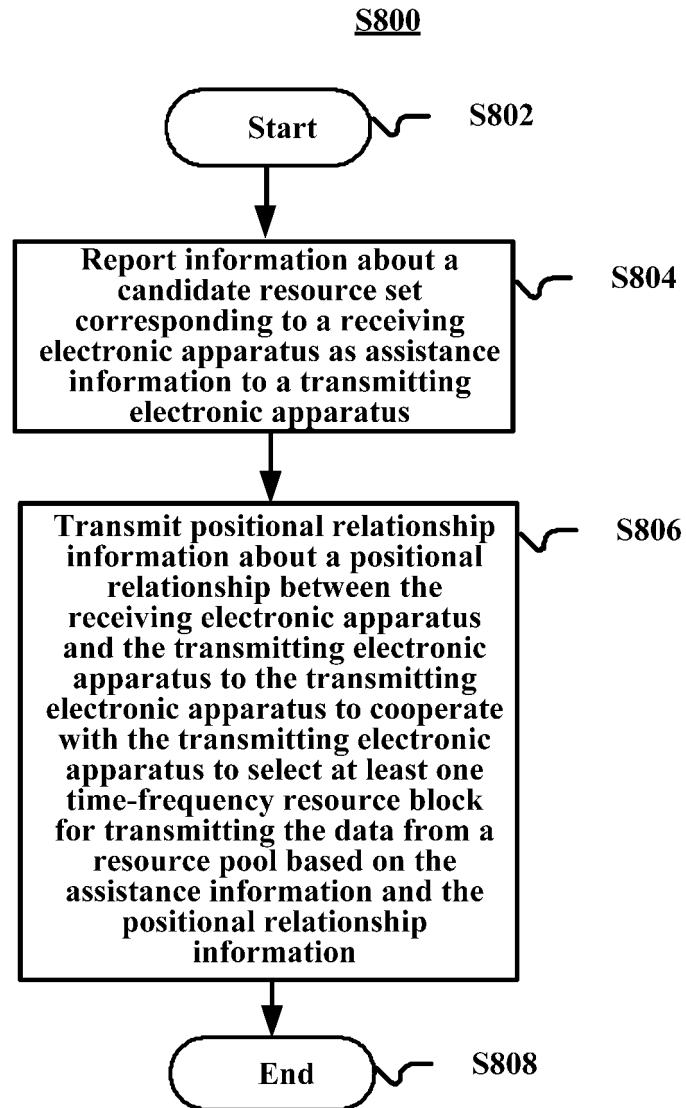 S800
Start
S802
Report information about a
candidate resource set
corresponding to a receiving
electronic apparatus as assistance
information to a transmitting
electronic apparatus
S804
Transmit positional relationship
information about a positional
relationship between the
receiving electronic apparatus
and the transmitting electronic
apparatus to the transmitting
electronic apparatus to cooperate
with the transmitting electronic
apparatus to select at least one
time-frequency resource block
for transmitting the data from a
resource pool based on the
assistance information and the
positional relationship
information
S806
End
S808